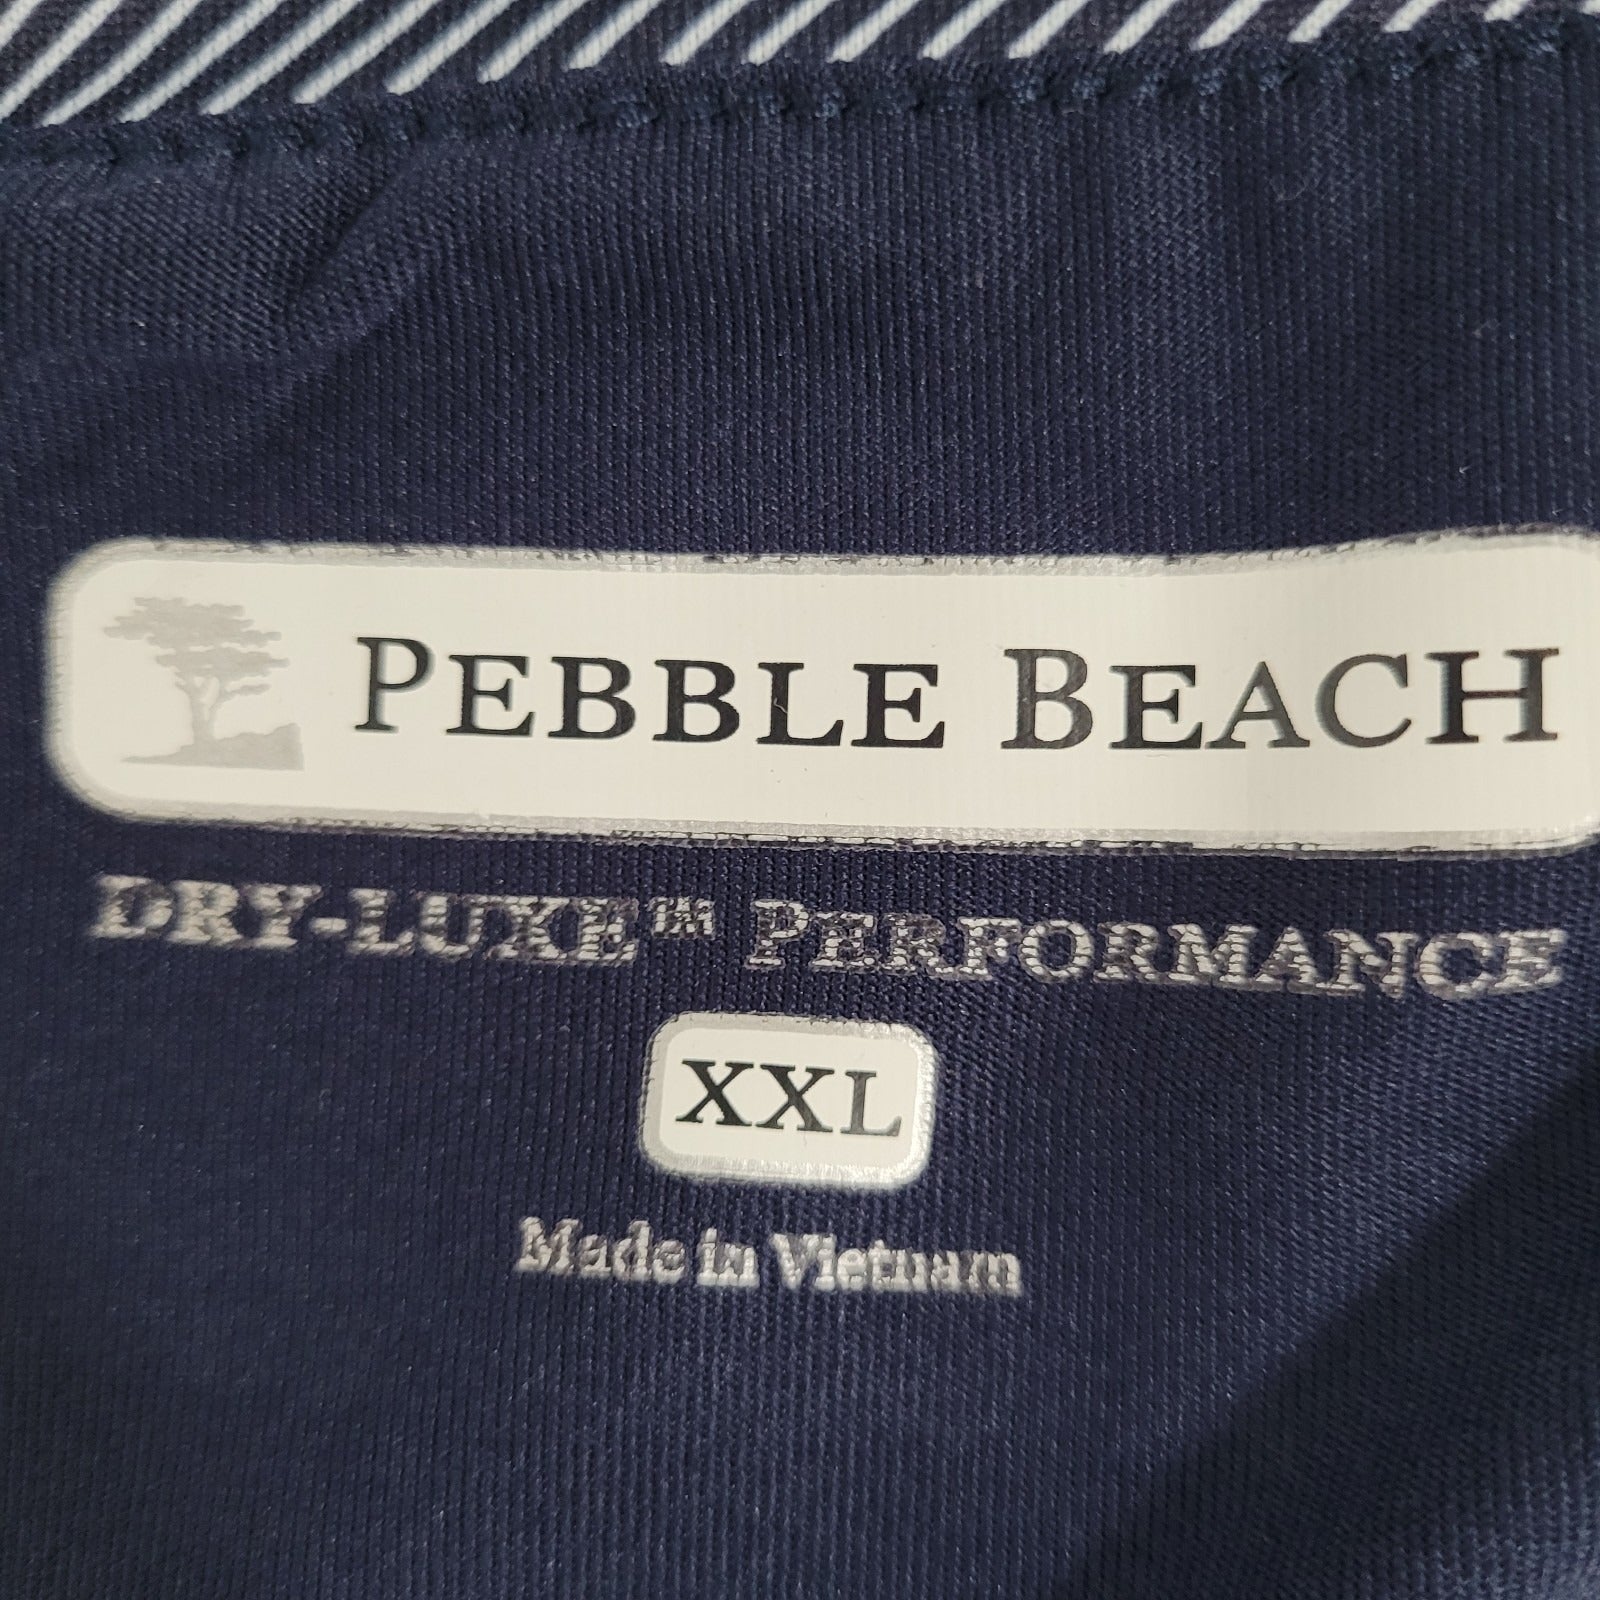 PEBBLE BEACH
DRY-LUXE™ PERFORMANCE
XXL
Made in Vietnam